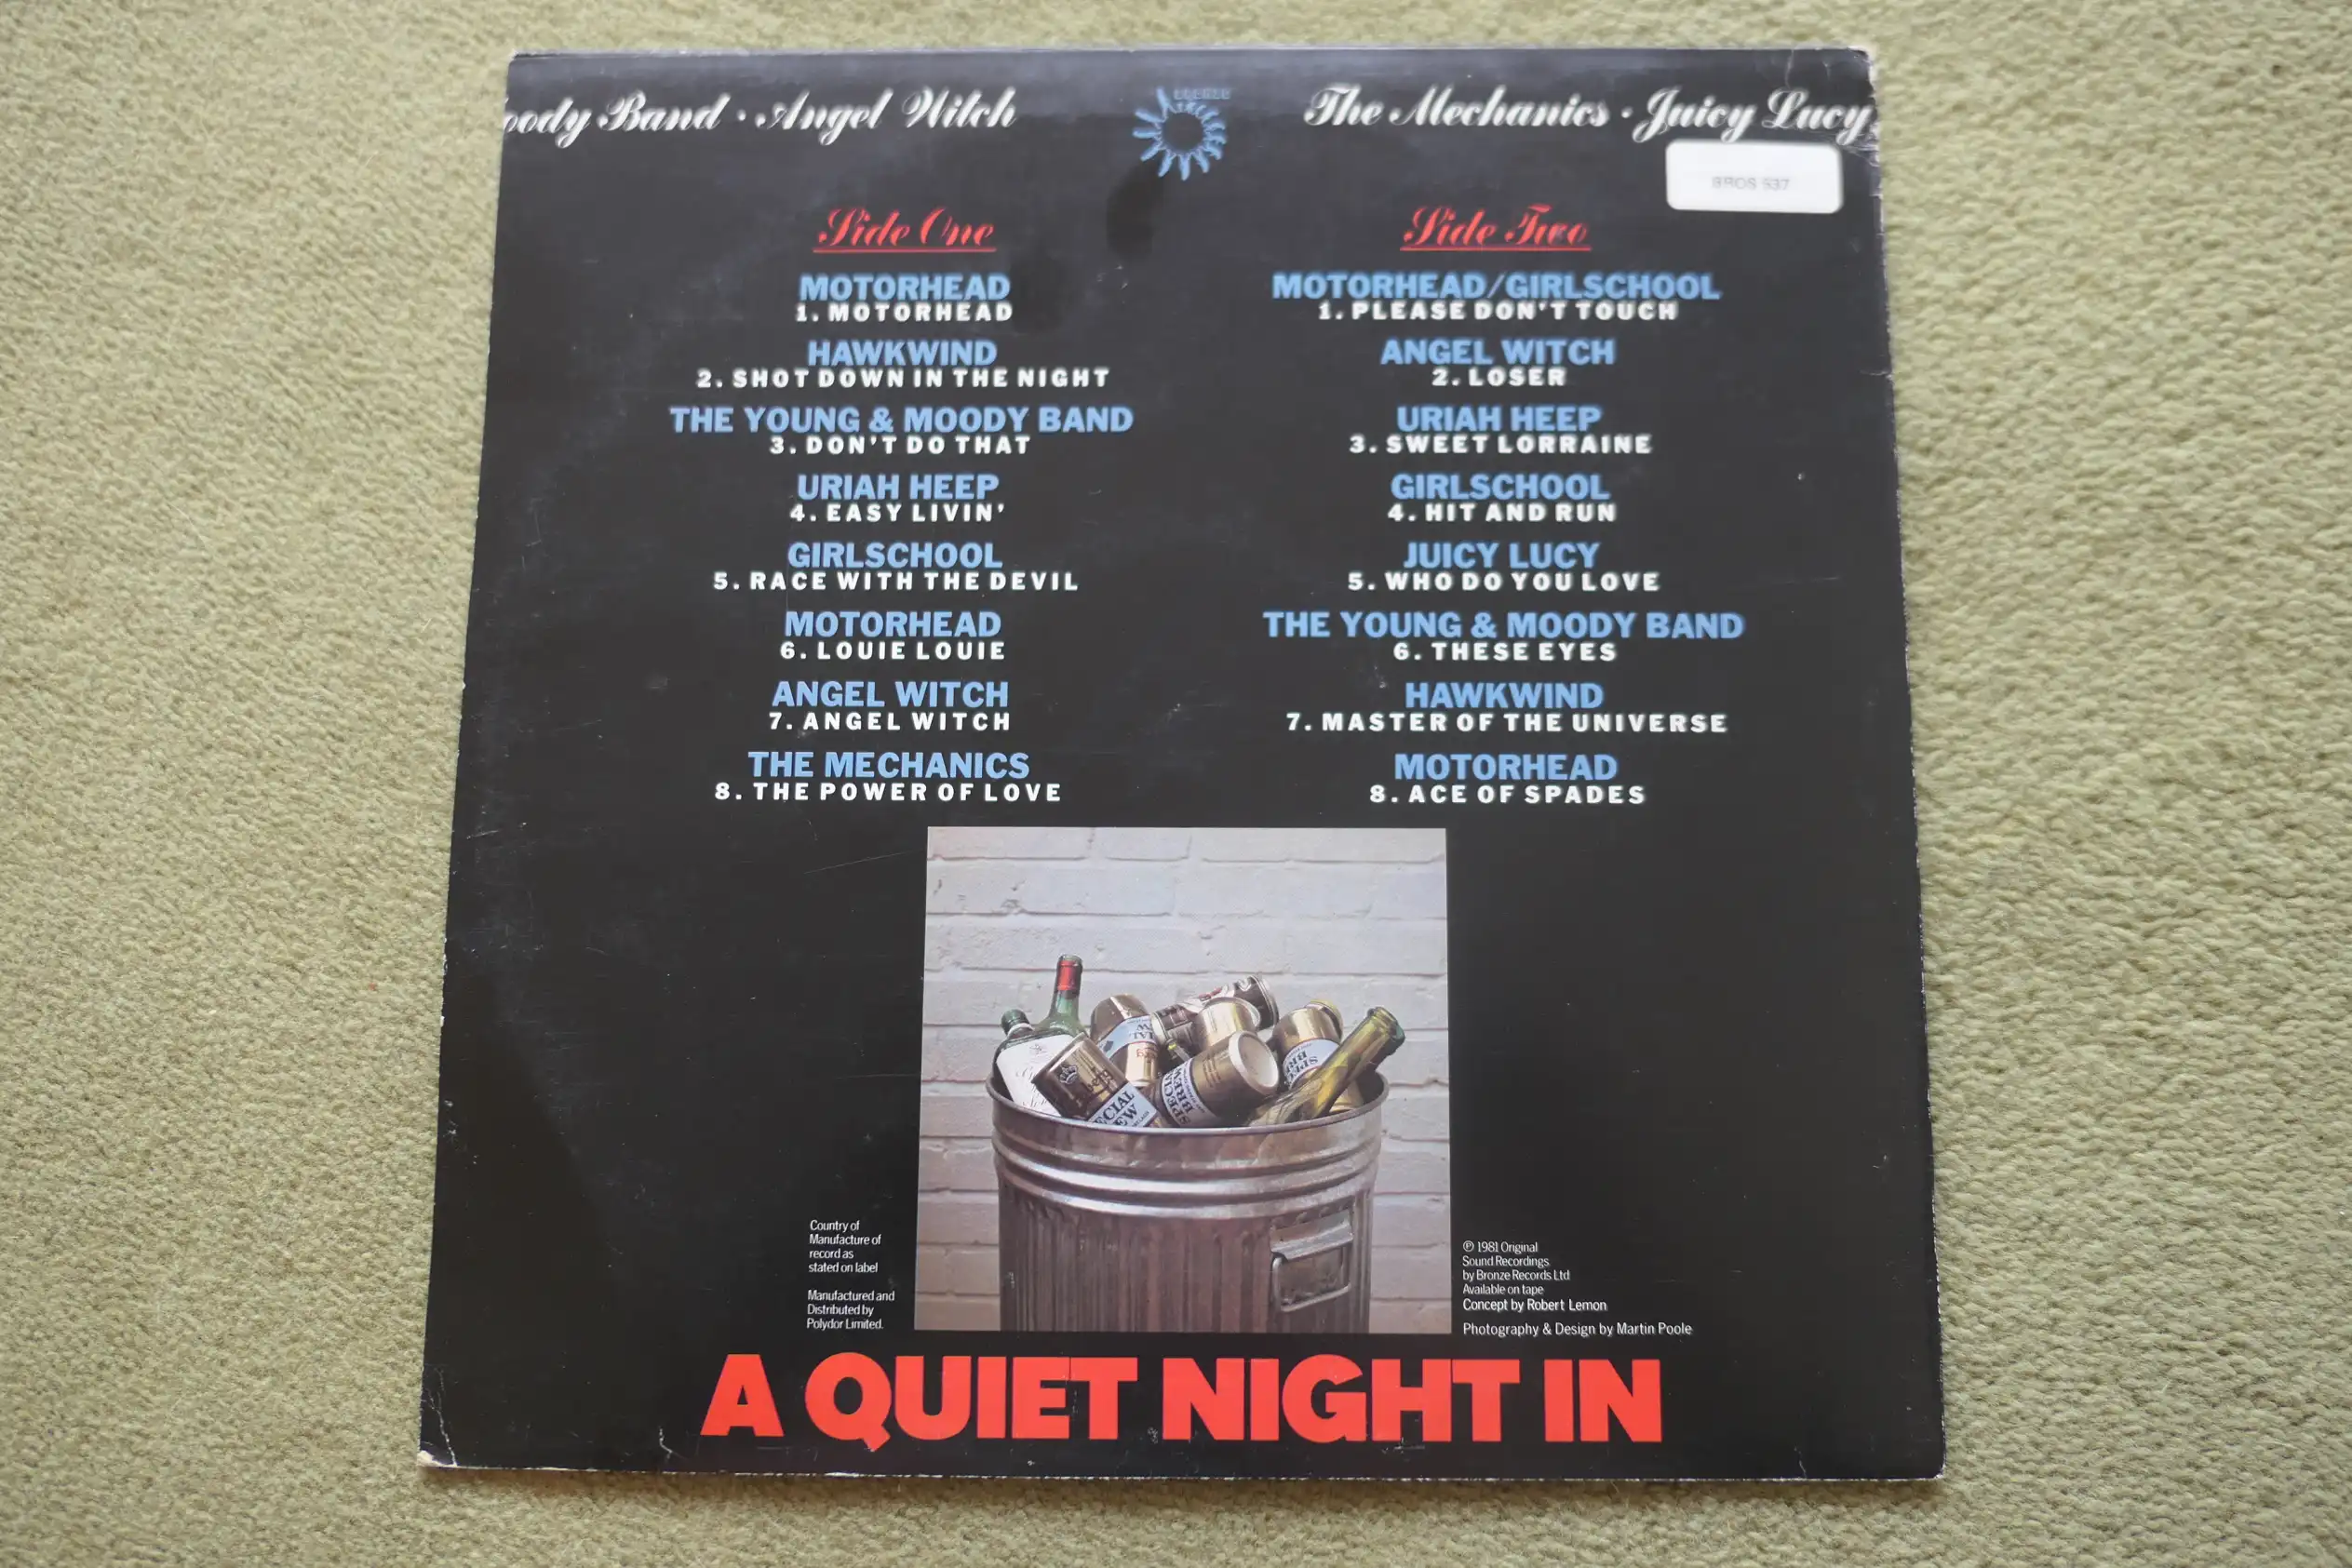 oody Band · Angel Witch
BRONZE
The Mechanics · Juicy Lucy
BROS 537
Side One
MOTORHEAD
1. MOTORHEAD
HAWKWIND
2. SHOT DOWN IN THE NIGHT
THE YOUNG & MOODY BAND
3. DON'T DO THAT
URIAH HEEP
4. EASY LIVIN'
GIRLSCHOOL
5. RACE WITH THE DEVIL
MOTORHEAD
6. LOUIE LOUIE
ANGEL WITCH
7. ANGEL WITCH
THE MECHANICS
8. THE POWER OF LOVE
Side Two
MOTORHEAD/GIRLSCHOOL
1. PLEASE DON'T TOUCH
ANGEL WITCH
2. LOSER
URIAH HEEP
3. SWEET LORRAINE
GIRLSCHOOL
4. HIT AND RUN
JUICY LUCY
5. WHO DO YOU LOVE
THE YOUNG & MOODY BAND
6. THESE EYES
HAWKWIND
7. MASTER OF THE UNIVERSE
MOTORHEAD
8. ACE OF SPADES
SPECIAL
BREW
Country of
Manufacture of
record as
stated on label
Manufactured and
Distributed by
Polydor Limited.
℗ 1981 Original
Sound Recordings
by Bronze Records Ltd
Available on tape
Concept by Robert Lemon
Photography & Design by Martin Poole
A QUIET NIGHT IN